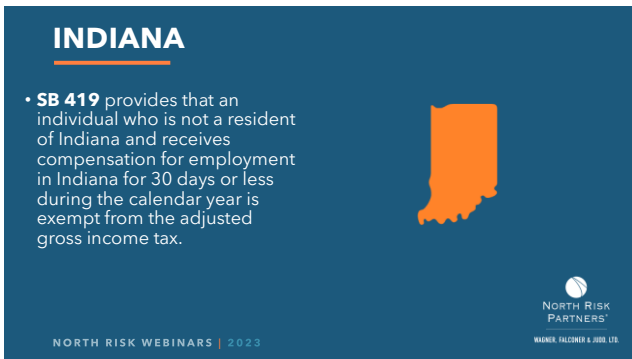 INDIANA
• SB 419 provides that an
individual who is not a resident
of Indiana and receives
compensation for employment
in Indiana for 30 days or less
during the calendar year is
exempt from the adjusted
gross income tax.
NORTH RISK
PARTNERS
WAGNER, FALCONER & JUDD, LTD.
NORTH RISK WEBINARS | 2023